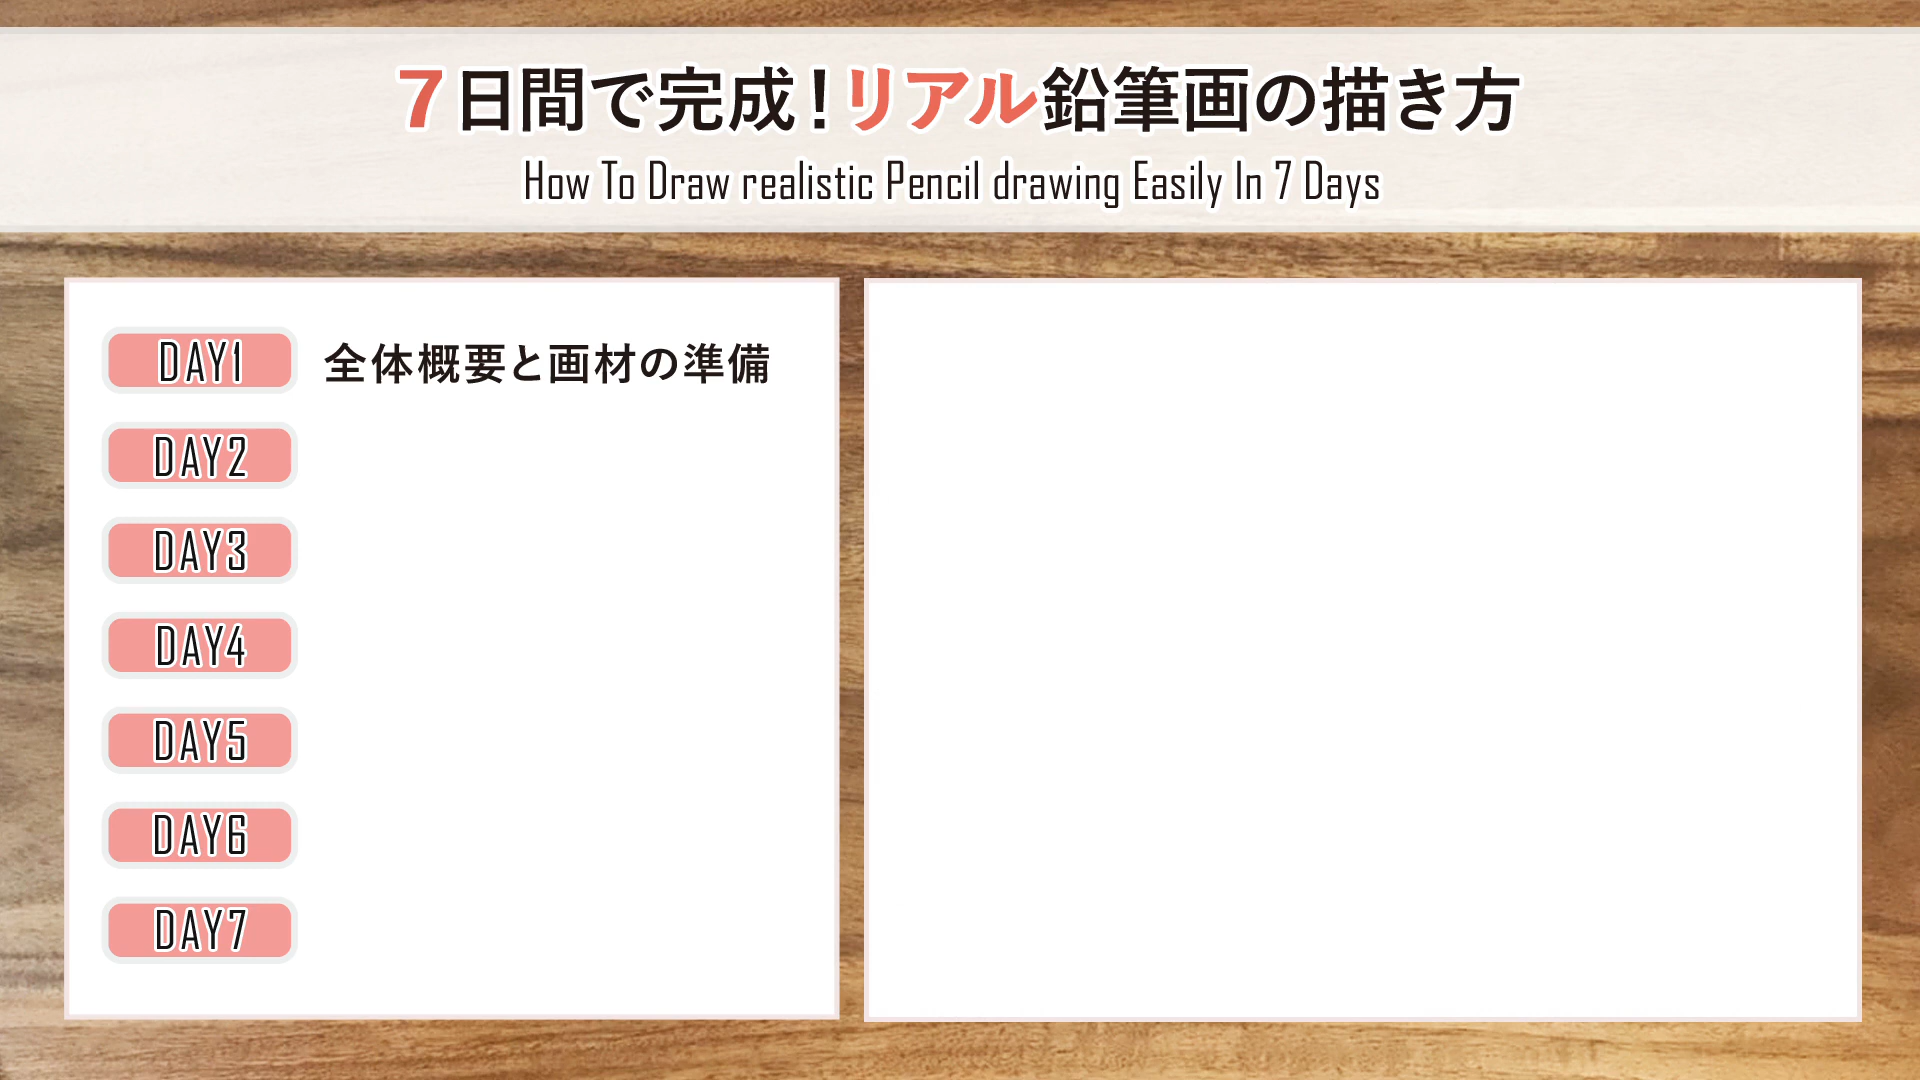 7日間で完成！リアル鉛筆画の描き方
How To Draw realistic Pencil drawing Easily In 7 Days
DAY1 全体概要と画材の準備
DAY2
DAY3
DAY4
DAY5
DAY6
DAY7